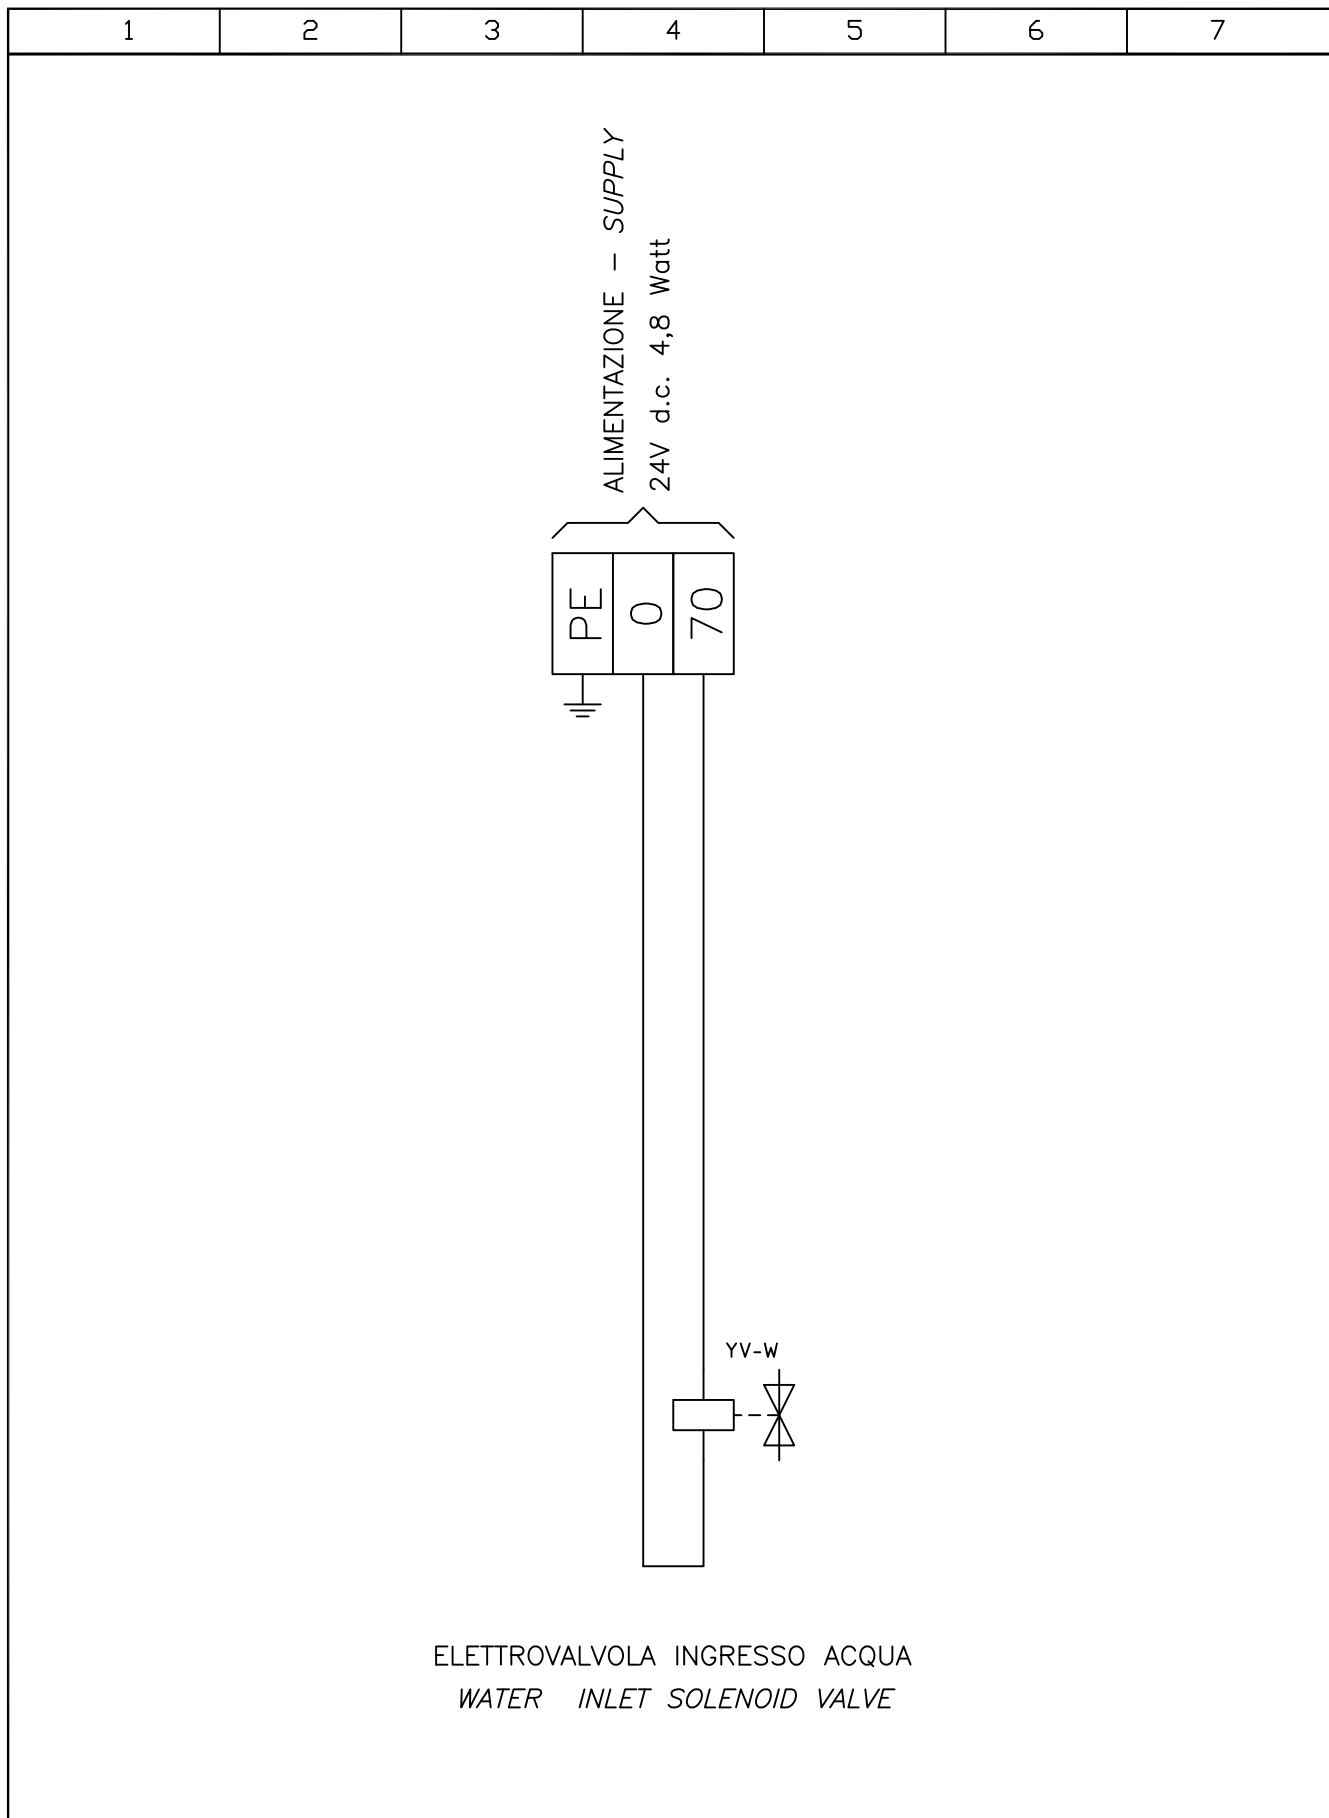 1 2 3 4 5 6 7
ALIMENTAZIONE - SUPPLY
24V d.c. 4,8 Watt
PE 0 70
YV-W
ELETTROVALVOLA INGRESSO ACQUA
WATER INLET SOLENOID VALVE